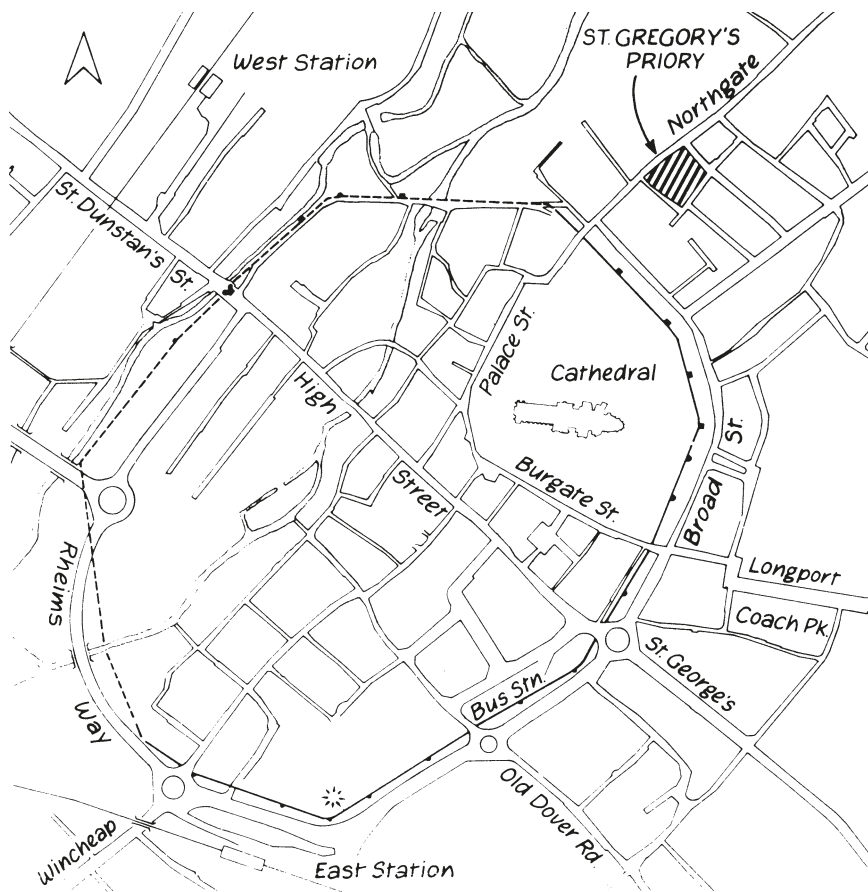 ST. GREGORY'S
PRIORY
West Station
Northgate
St. Dunstan's
St.
Palace St.
Cathedral
High
Street
Burgate St.
Broad
St.
Longport
Coach Pk.
Rheims
Way
St. George's
Bus Stn.
Old Dover Rd
Wincheap
East Station